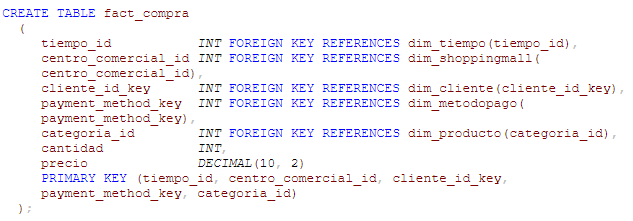 CREATE TABLE fact_compra
(
tiempo_id INT FOREIGN KEY REFERENCES dim_tiempo(tiempo_id),
centro_comercial_id INT FOREIGN KEY REFERENCES dim_shoppingmall(
centro_comercial_id),
cliente_id_key INT FOREIGN KEY REFERENCES dim_cliente(cliente_id_key),
payment_method_key INT FOREIGN KEY REFERENCES dim_metodopago(
payment_method_key),
categoria_id INT FOREIGN KEY REFERENCES dim_producto(categoria_id),
cantidad INT,
precio DECIMAL(10, 2)
PRIMARY KEY (tiempo_id, centro_comercial_id, cliente_id_key,
payment_method_key, categoria_id)
);